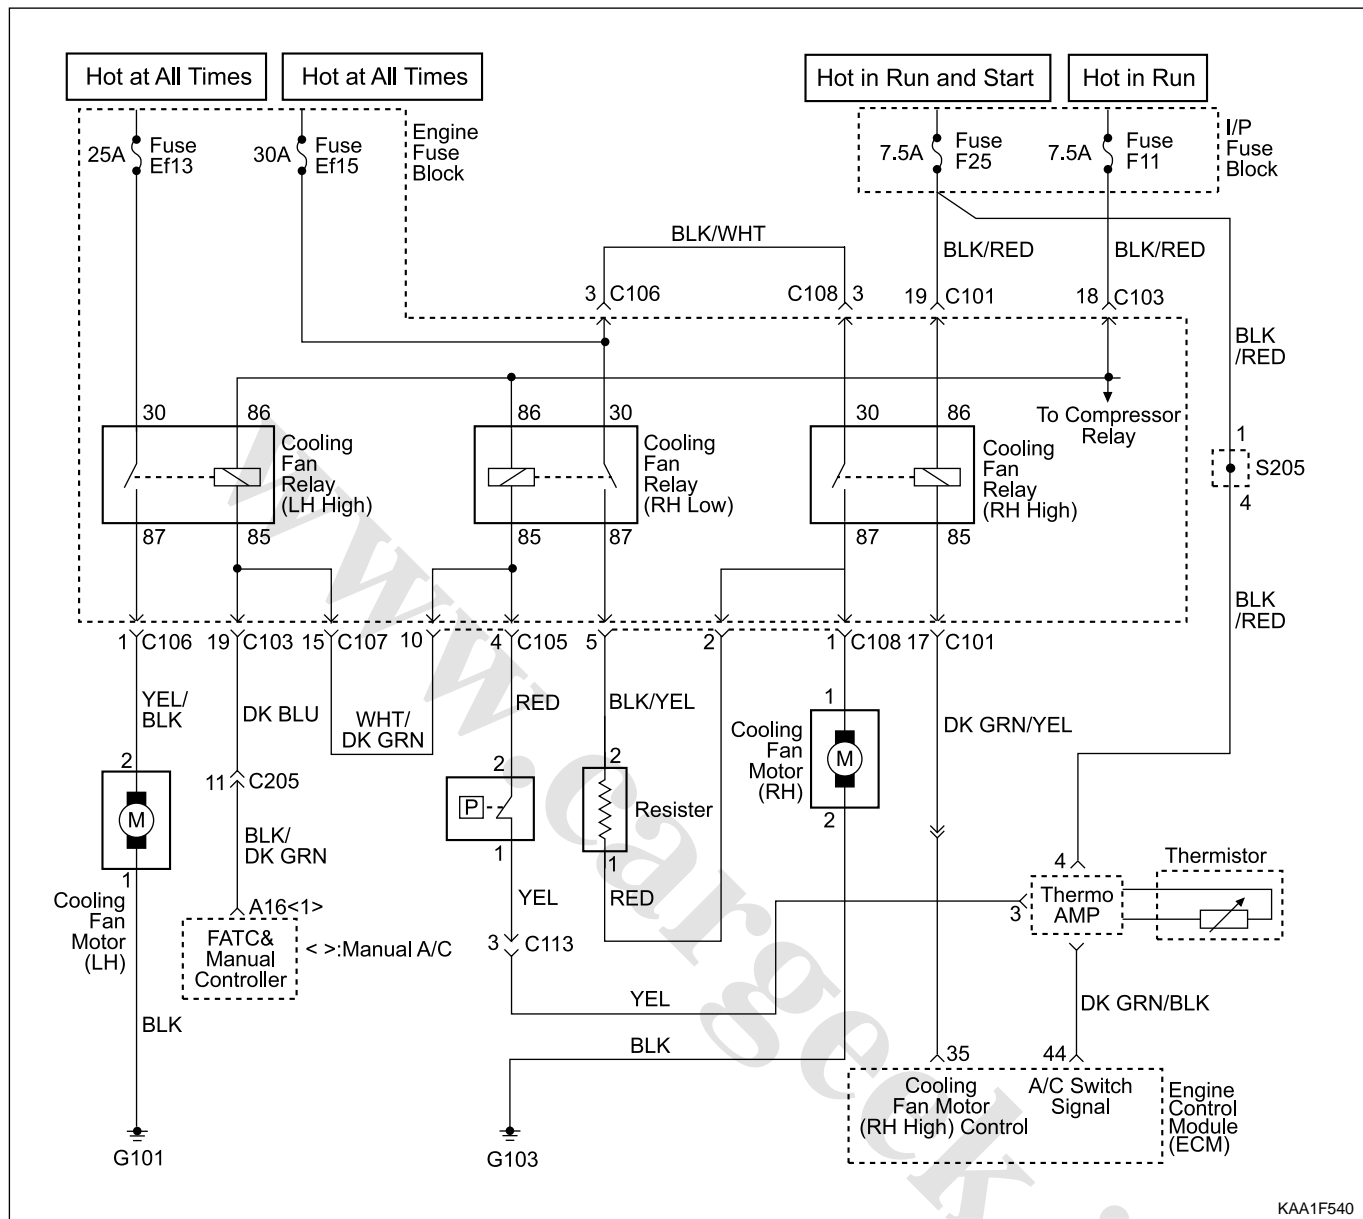 Hot at All Times
Hot at All Times
Hot in Run and Start
Hot in Run
25A
Fuse
Ef13
30A
Fuse
Ef15
Engine
Fuse
Block
7.5A
Fuse
F25
7.5A
Fuse
F11
I/P
Fuse
Block
BLK/WHT
BLK/RED
BLK/RED
3 C106
C108 3
19 C101
18 C103
BLK
/RED
30
86
86
30
30
86
To Compressor
Relay
Cooling
Fan
Relay
(LH High)
Cooling
Fan
Relay
(RH Low)
Cooling
Fan
Relay
(RH High)
1
S205
4
87
85
85
87
87
85
BLK
/RED
1 C106
19 C103
15 C107
10
4 C105
5
2
1 C108
17 C101
YEL/
BLK
DK BLU
WHT/
DK GRN
RED
BLK/YEL
1
DK GRN/YEL
Cooling
Fan
Motor
(RH)
M
2
2
M
1
11 C205
2
P
1
2
Resister
1
BLK/
DK GRN
YEL
RED
4
Thermistor
Cooling
Fan
Motor
(LH)
A16<1>
FATC&
Manual
Controller
< >:Manual A/C
3 C113
3
Thermo
AMP
YEL
DK GRN/BLK
BLK
BLK
35
44
Cooling
Fan Motor
(RH High) Control
A/C Switch
Signal
Engine
Control
Module
(ECM)
G101
G103
KAA1F540
www.cargeek.